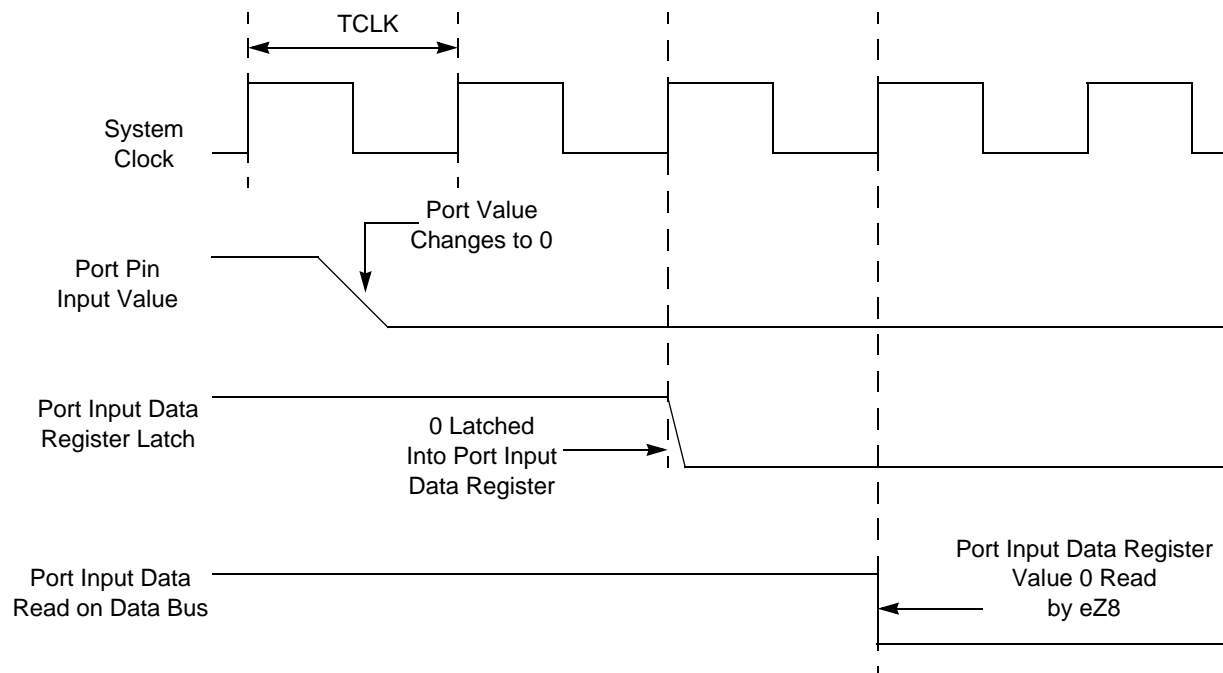 TCLK
System
Clock
Port Value
Changes to 0
Port Pin
Input Value
Port Input Data
Register Latch
0 Latched
Into Port Input
Data Register
Port Input Data
Read on Data Bus
Port Input Data Register
Value 0 Read
by eZ8